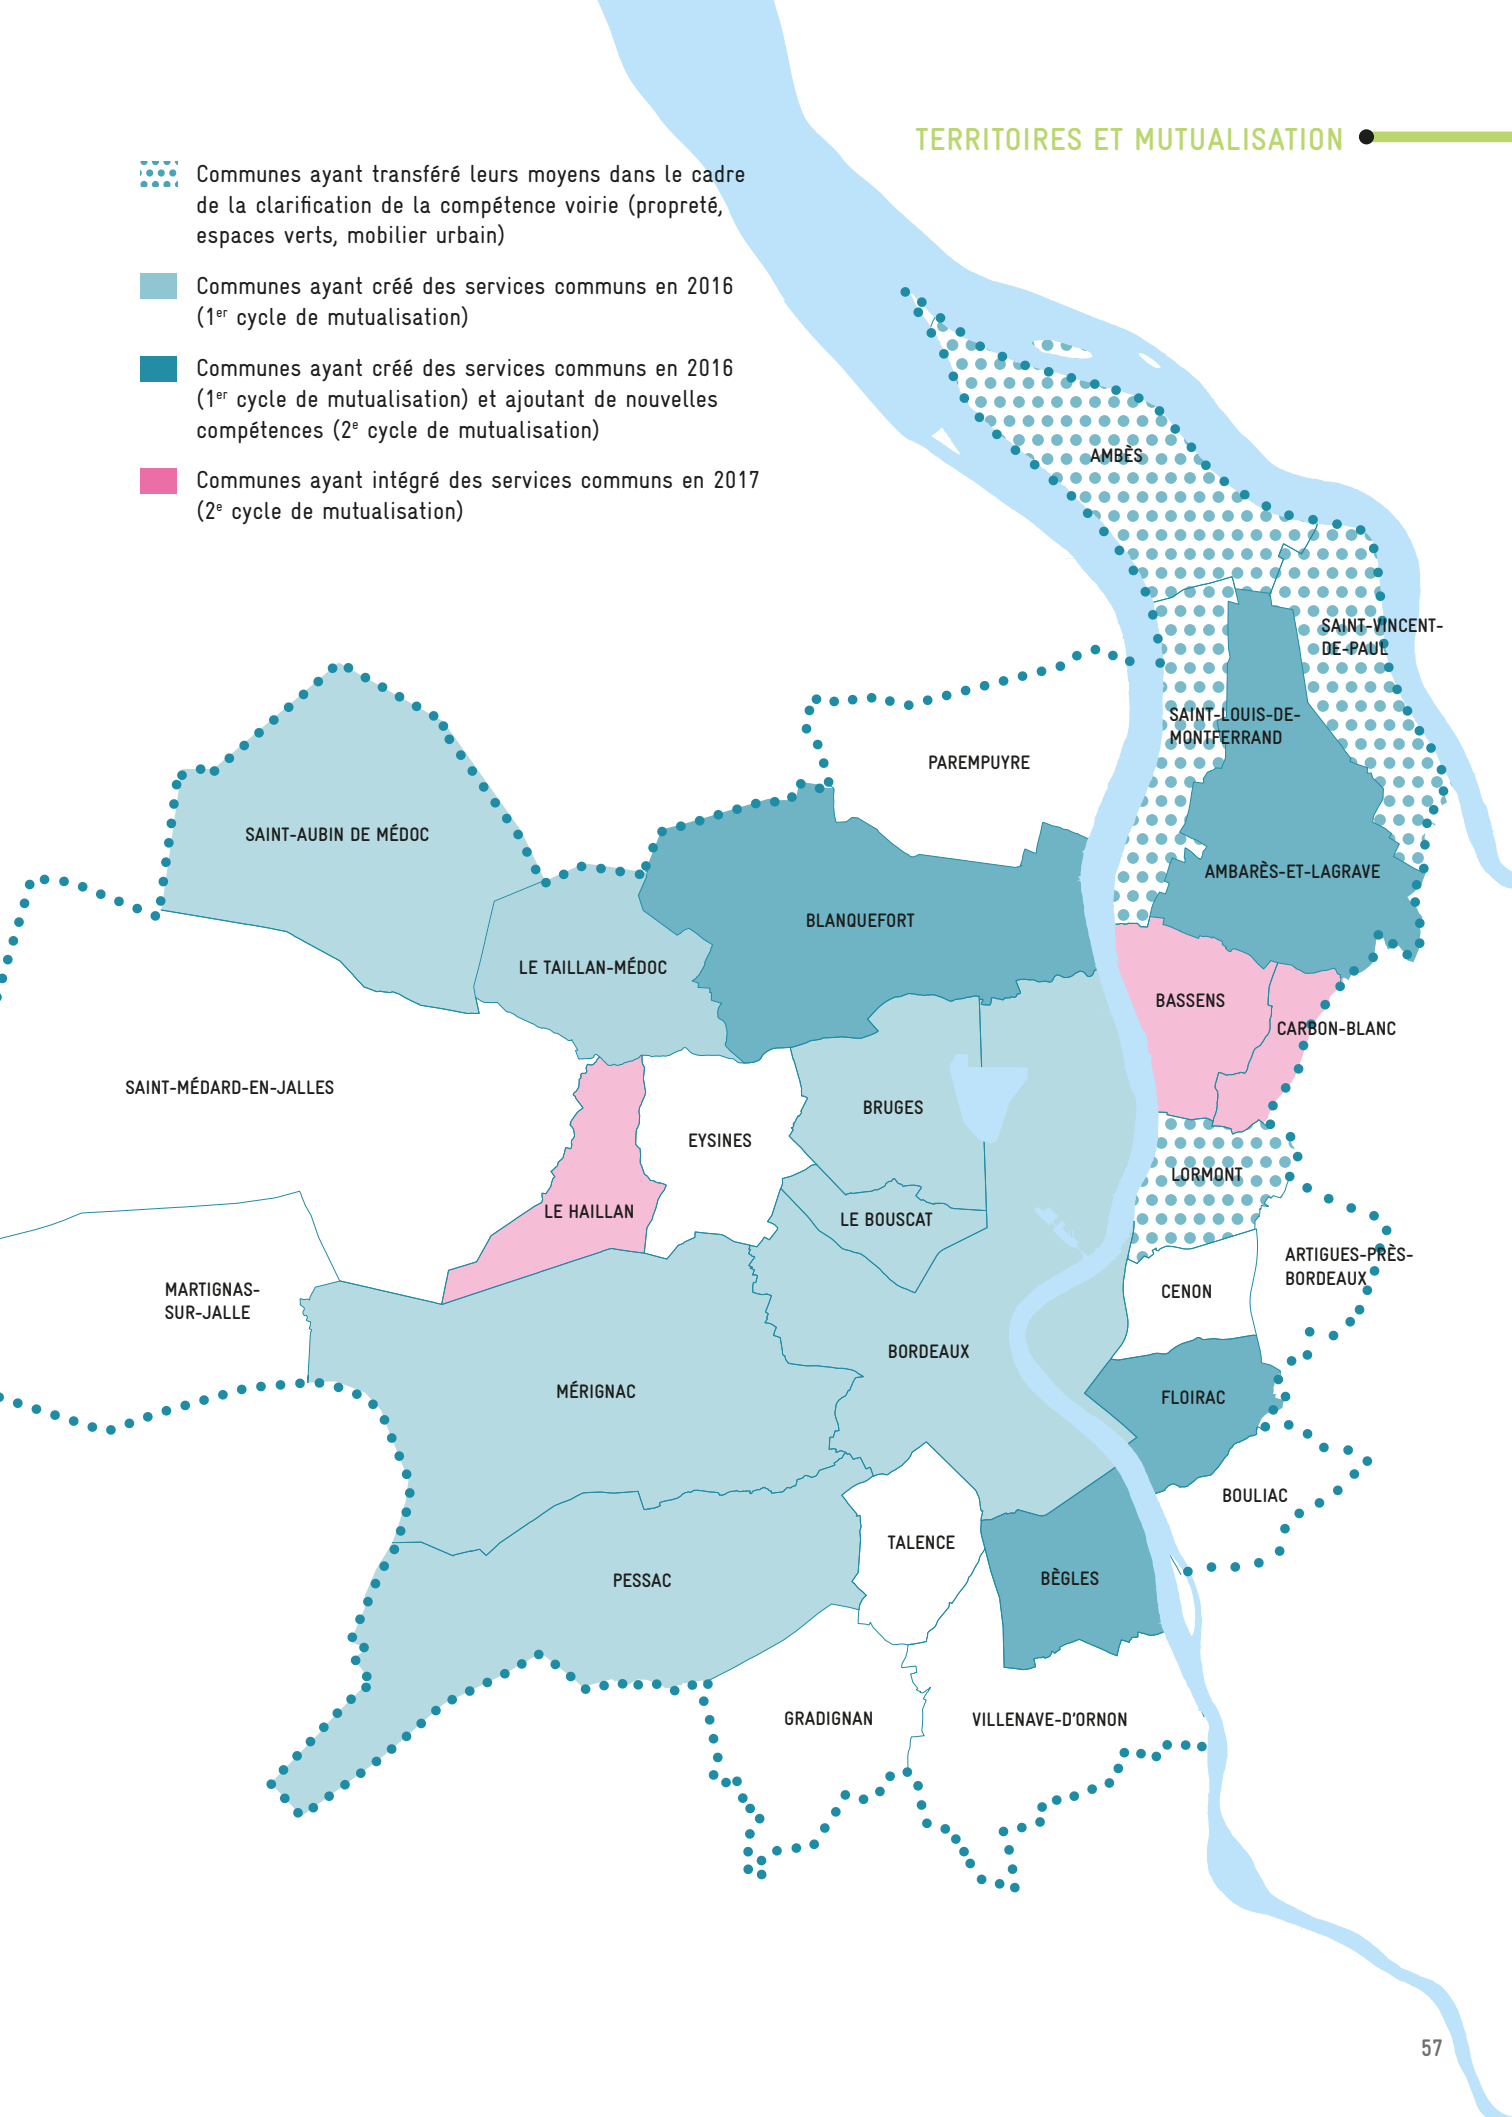 TERRITOIRES ET MUTUALISATION
Communes ayant transféré leurs moyens dans le cadre
de la clarification de la compétence voirie (propreté,
espaces verts, mobilier urbain)
Communes ayant créé des services communs en 2016
(1er cycle de mutualisation)
Communes ayant créé des services communs en 2016
(1er cycle de mutualisation) et ajoutant de nouvelles
compétences (2e cycle de mutualisation)
Communes ayant intégré des services communs en 2017
(2e cycle de mutualisation)
AMBÈS
SAINT-VINCENT-
DE-PAUL
SAINT-LOUIS-DE-
MONTFERRAND
PAREMPUYRE
SAINT-AUBIN DE MÉDOC
AMBARÈS-ET-LAGRAVE
BLANQUEFORT
LE TAILLAN-MÉDOC
BASSENS
CARBON-BLANC
SAINT-MÉDARD-EN-JALLES
BRUGES
EYSINES
LORMONT
LE HAILLAN
LE BOUSCAT
ARTIGUES-PRÈS-
BORDEAUX
MARTIGNAS-
SUR-JALLE
CENON
BORDEAUX
MÉRIGNAC
FLOIRAC
BOULIAC
TALENCE
BÈGLES
PESSAC
GRADIGNAN
VILLENAVE-D'ORNON
57